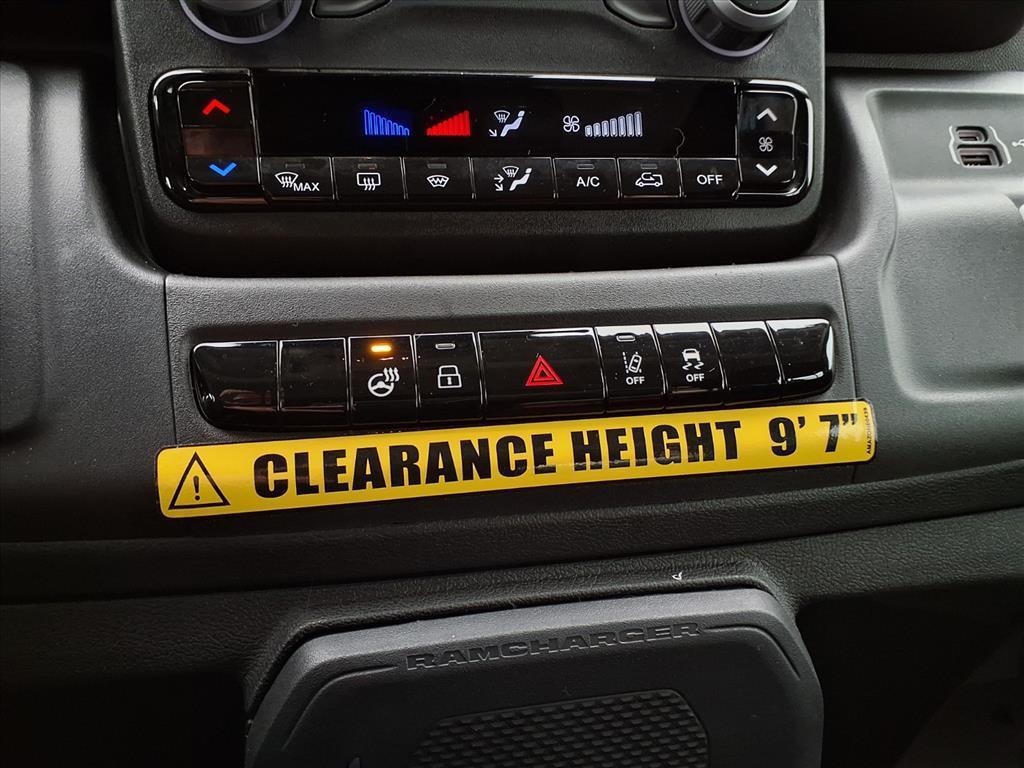 MAX
A/C
OFF
OFF
OFF
CLEARANCE HEIGHT 9' 7"
RAMCHARGER